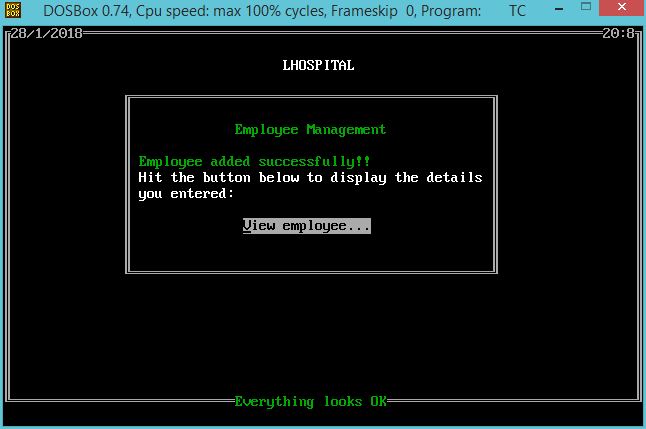 DOS BOX DOSBox 0.74, Cpu speed: max 100% cycles, Frameskip 0, Program: TC
28/1/2018 20:8
LHOSPITAL
Employee Management
Employee added successfully!!
Hit the button below to display the details
you entered:
View employee...
Everything looks OK